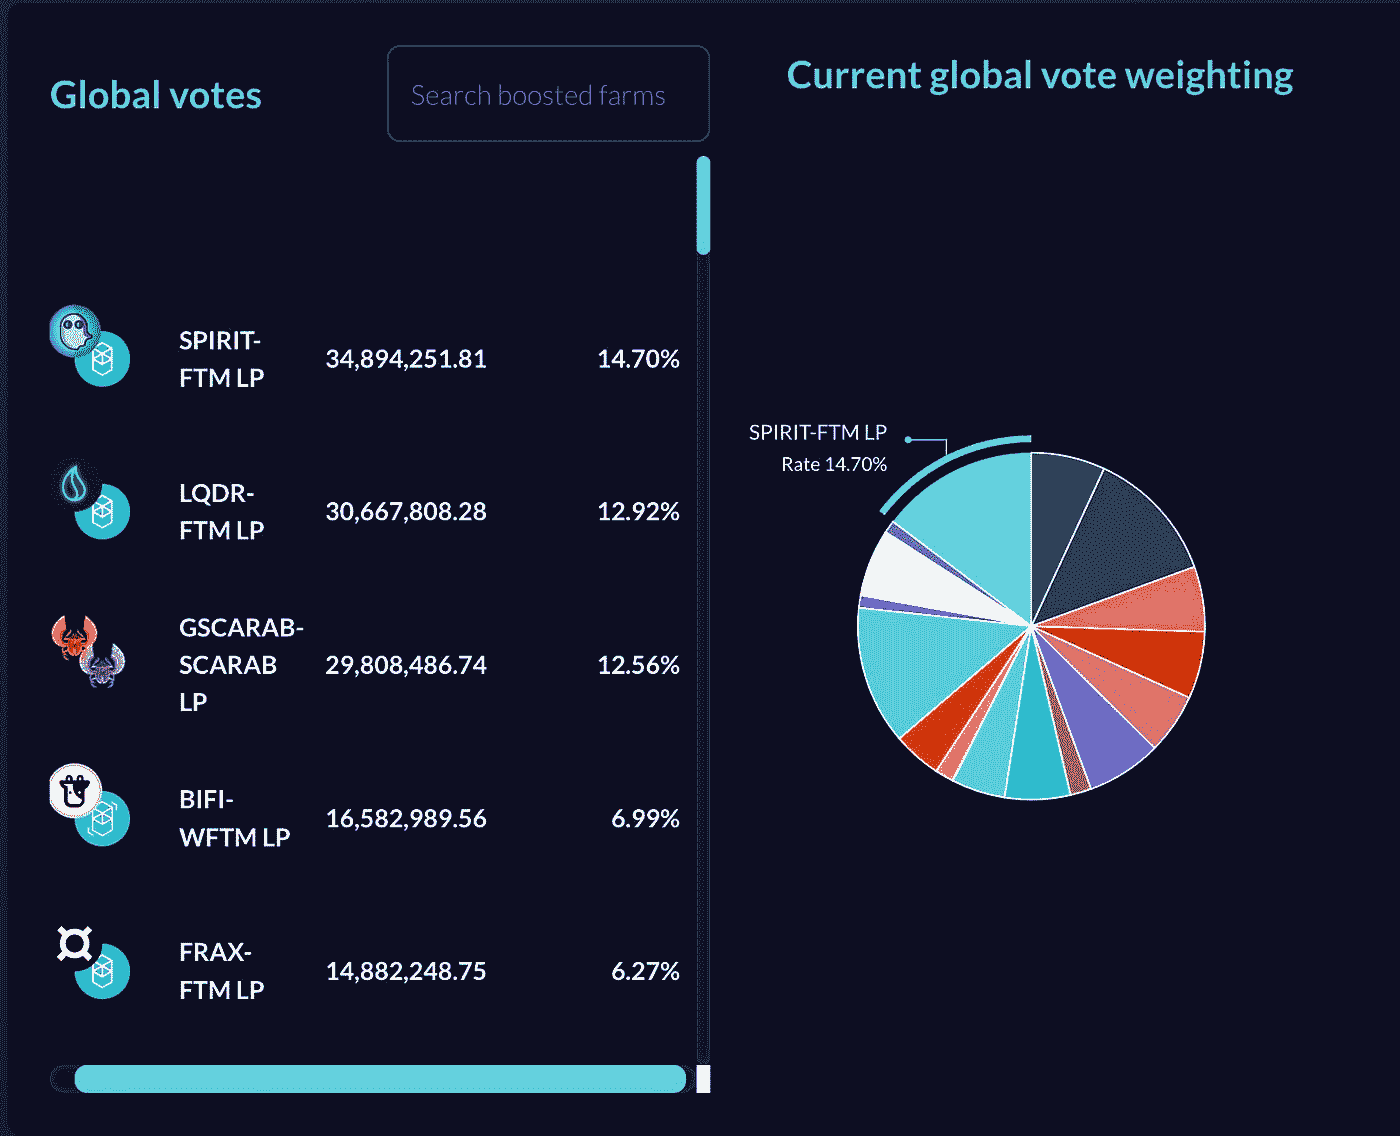 Global votes
Search boosted farms
SPIRIT-
FTM LP
34,894,251.81
14.70%
LQDR-
FTM LP
30,667,808.28
12.92%
GSCARAB-
SCARAB
LP
29,808,486.74
12.56%
BIFI-
WFTM LP
16,582,989.56
6.99%
FRAX-
FTM LP
14,882,248.75
6.27%
Current global vote weighting
SPIRIT-FTM LP
Rate 14.70%